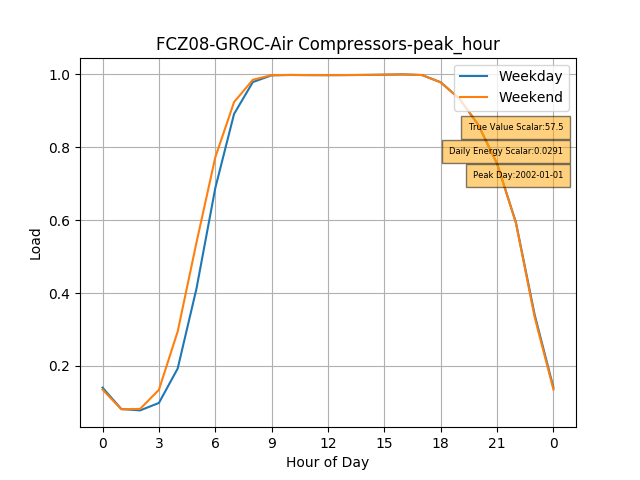 FCZ08-GROC-Air Compressors-peak_hour
Weekday
Weekend
True Value Scalar:57.5
Daily Energy Scalar:0.0291
Peak Day:2002-01-01
1.0
0.8
0.6
0.4
0.2
Load
0 3 6 9 12 15 18 21 0
Hour of Day